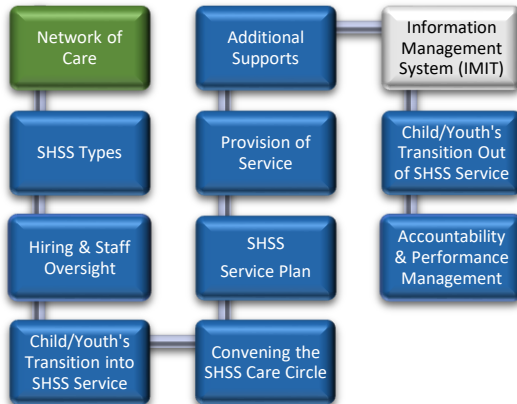 Network of
Care
SHSS Types
Hiring & Staff
Oversight
Child/Youth's
Transition into
SHSS Service
Convening the
SHSS Care Circle
SHSS
Service Plan
Provision of
Service
Additional
Supports
Information
Management
System (IMIT)
Child/Youth's
Transition Out
of SHSS Service
Accountability
& Performance
Management